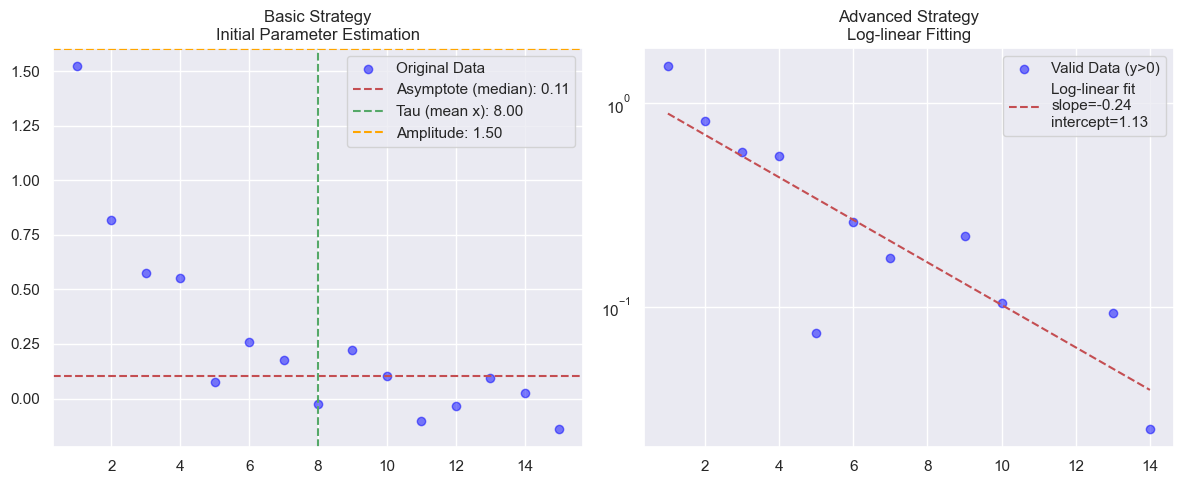 Basic Strategy
Initial Parameter Estimation
1.50
1.25
1.00
0.75
0.50
0.25
0.00
2
4
6
8
10
12
14
Original Data
Asymptote (median): 0.11
Tau (mean x): 8.00
Amplitude: 1.50
Advanced Strategy
Log-linear Fitting
10⁰
10⁻¹
2
4
6
8
10
12
14
Valid Data (y>0)
Log-linear fit
slope=-0.24
intercept=1.13